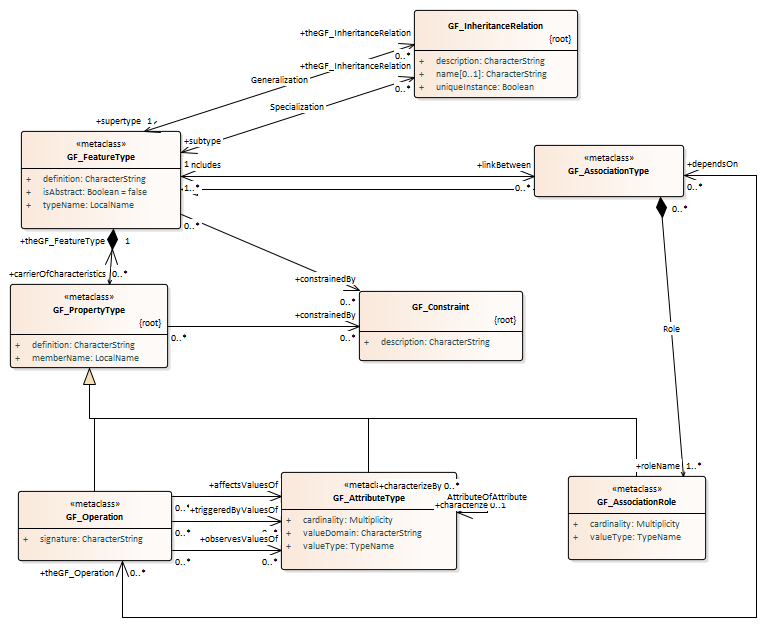 GF_InheritanceRelation
{root}
+ description: CharacterString
+ name[0..1]: CharacterString
+ uniqueInstance: Boolean
+theGF_InheritanceRelation
0..*
+theGF_InheritanceRelation
0..*
Generalization
Specialization
+supertype 1
+subtype
1
«metaclass»
GF_FeatureType
+ definition: CharacterString
+ isAbstract: Boolean = false
+ typeName: LocalName
ncludes
1..*
+linkBetween
0..*
«metaclass»
GF_AssociationType
+dependsOn
0..*
0..*
+theGF_FeatureType 1
0..*
+carrierOfCharacteristics 0..*
+constrainedBy
0..*
+constrainedBy
0..*
0..*
«metaclass»
GF_PropertyType
{root}
+ definition: CharacterString
+ memberName: LocalName
GF_Constraint
{root}
+ description: CharacterString
Role
+roleName 1..*
«metaclass»
GF_Operation
+ signature: CharacterString
+affectsValuesOf
0..*
+triggeredByValuesOf
0..*
0..*
+observesValuesOf
0..*
0..*
+theGF_Operation 0..*
GF_AttributeType
+ cardinality: Multiplicity
+ valueDomain: CharacterString
+ valueType: TypeName
+characterizeBy 0..*
AttributeOfAttribute
+characterize 0..1
«metaclass»
GF_AssociationRole
+ cardinality: Multiplicity
+ valueType: TypeName